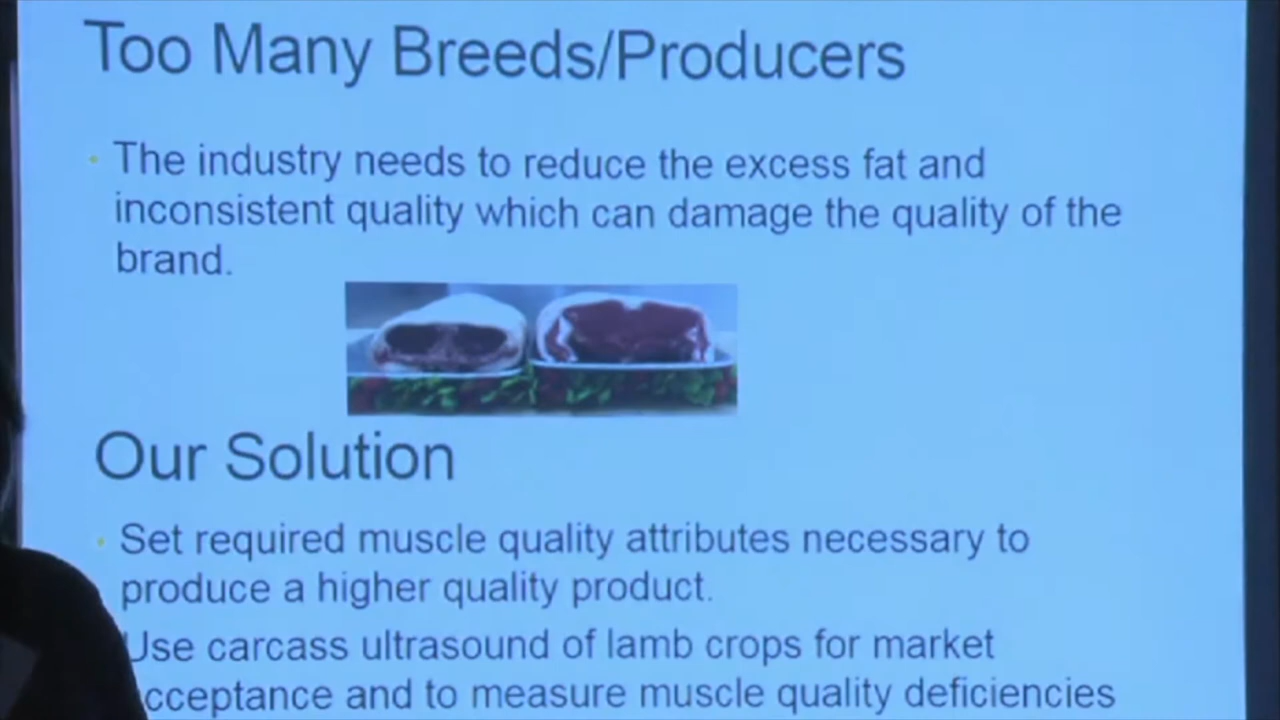 Too Many Breeds/Producers
The industry needs to reduce the excess fat and
inconsistent quality which can damage the quality of the
brand.
Our Solution
Set required muscle quality attributes necessary to
produce a higher quality product.
Use carcass ultrasound of lamb crops for market
cceptance and to measure muscle quality deficiencies